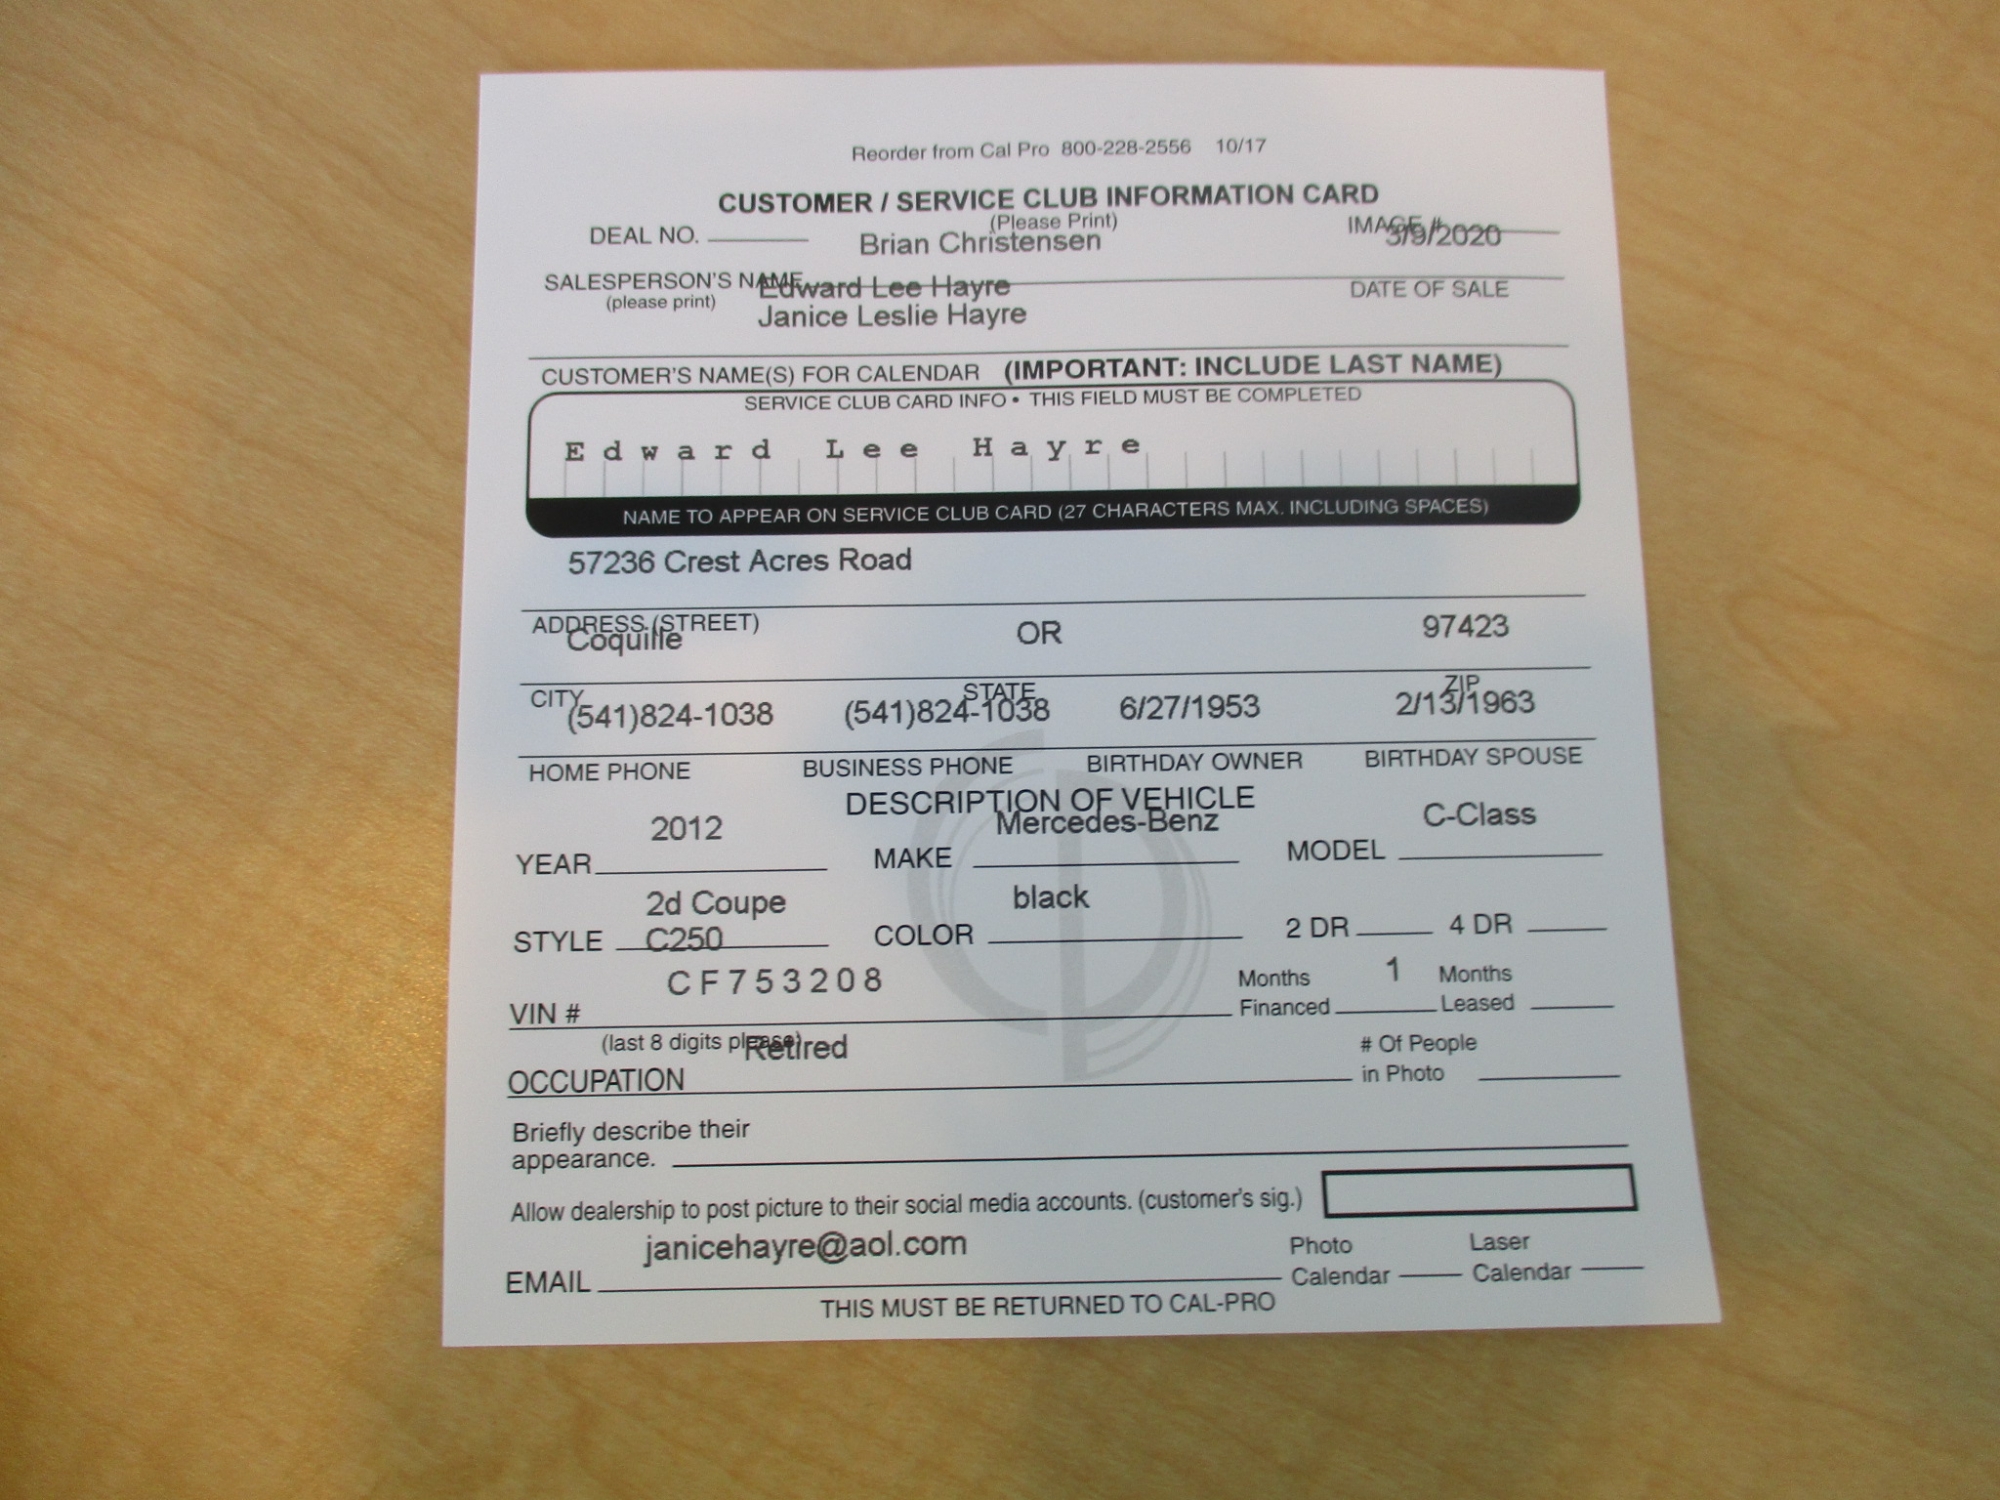 Reorder from Cal Pro 800-228-2556 10/17
CUSTOMER / SERVICE CLUB INFORMATION CARD
(Please Print)
DEAL NO. Brian Christensen IMAGE # 3/9/2020
SALESPERSON'S NAME Edward Lee Hayre DATE OF SALE
(please print) Janice Leslie Hayre
CUSTOMER'S NAME(S) FOR CALENDAR (IMPORTANT: INCLUDE LAST NAME)
SERVICE CLUB CARD INFO • THIS FIELD MUST BE COMPLETED
Edward Lee Hayre
NAME TO APPEAR ON SERVICE CLUB CARD (27 CHARACTERS MAX. INCLUDING SPACES)
57236 Crest Acres Road
ADDRESS (STREET)
Coquille OR 97423
CITY STATE ZIP
(541)824-1038 (541)824-1038 6/27/1953 2/13/1963
HOME PHONE BUSINESS PHONE BIRTHDAY OWNER BIRTHDAY SPOUSE
DESCRIPTION OF VEHICLE
2012 Mercedes-Benz C-Class
YEAR MAKE MODEL
2d Coupe black
STYLE C250 COLOR 2 DR 4 DR
CF753208 Months 1 Months
VIN # Financed Leased
(last 8 digits please) Retired # Of People
OCCUPATION in Photo
Briefly describe their
appearance.
Allow dealership to post picture to their social media accounts. (customer's sig.)
janicehayre@aol.com Photo Laser
EMAIL Calendar Calendar
THIS MUST BE RETURNED TO CAL-PRO